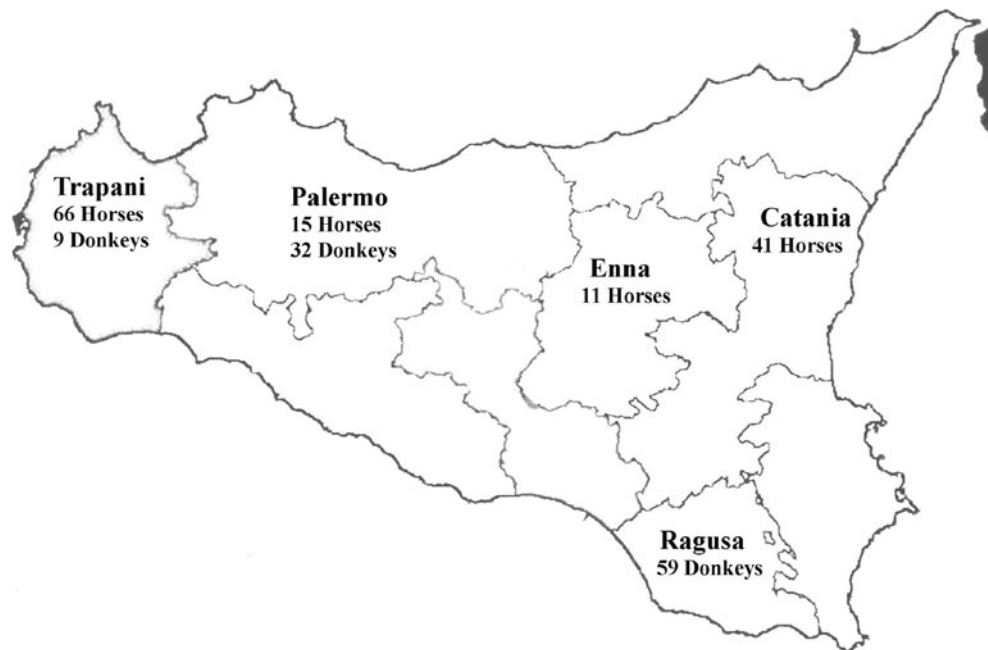 Trapani
66 Horses
9 Donkeys
Palermo
15 Horses
32 Donkeys
Enna
11 Horses
Catania
41 Horses
Ragusa
59 Donkeys